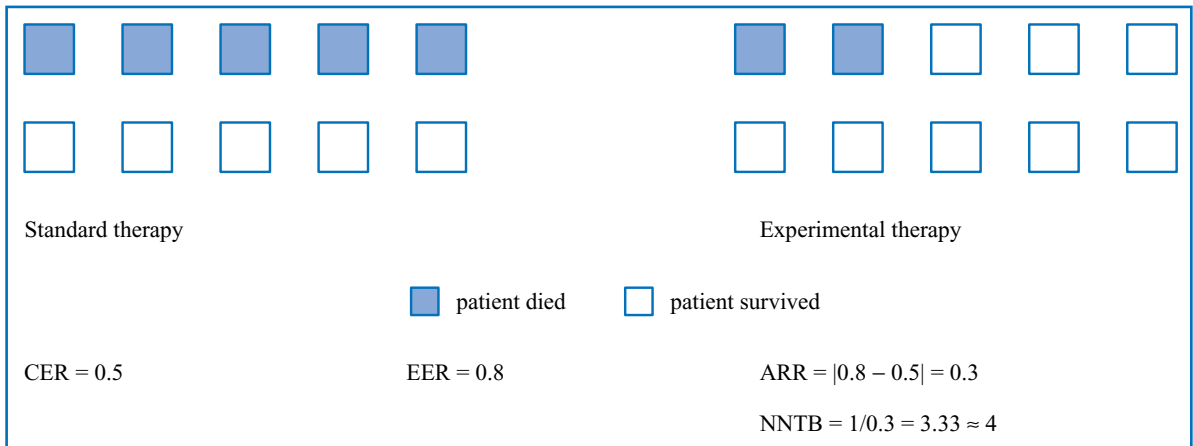 Standard therapy
Experimental therapy
patient died
patient survived
CER = 0.5
EER = 0.8
ARR = |0.8 − 0.5| = 0.3
NNTB = 1/0.3 = 3.33 ≈ 4